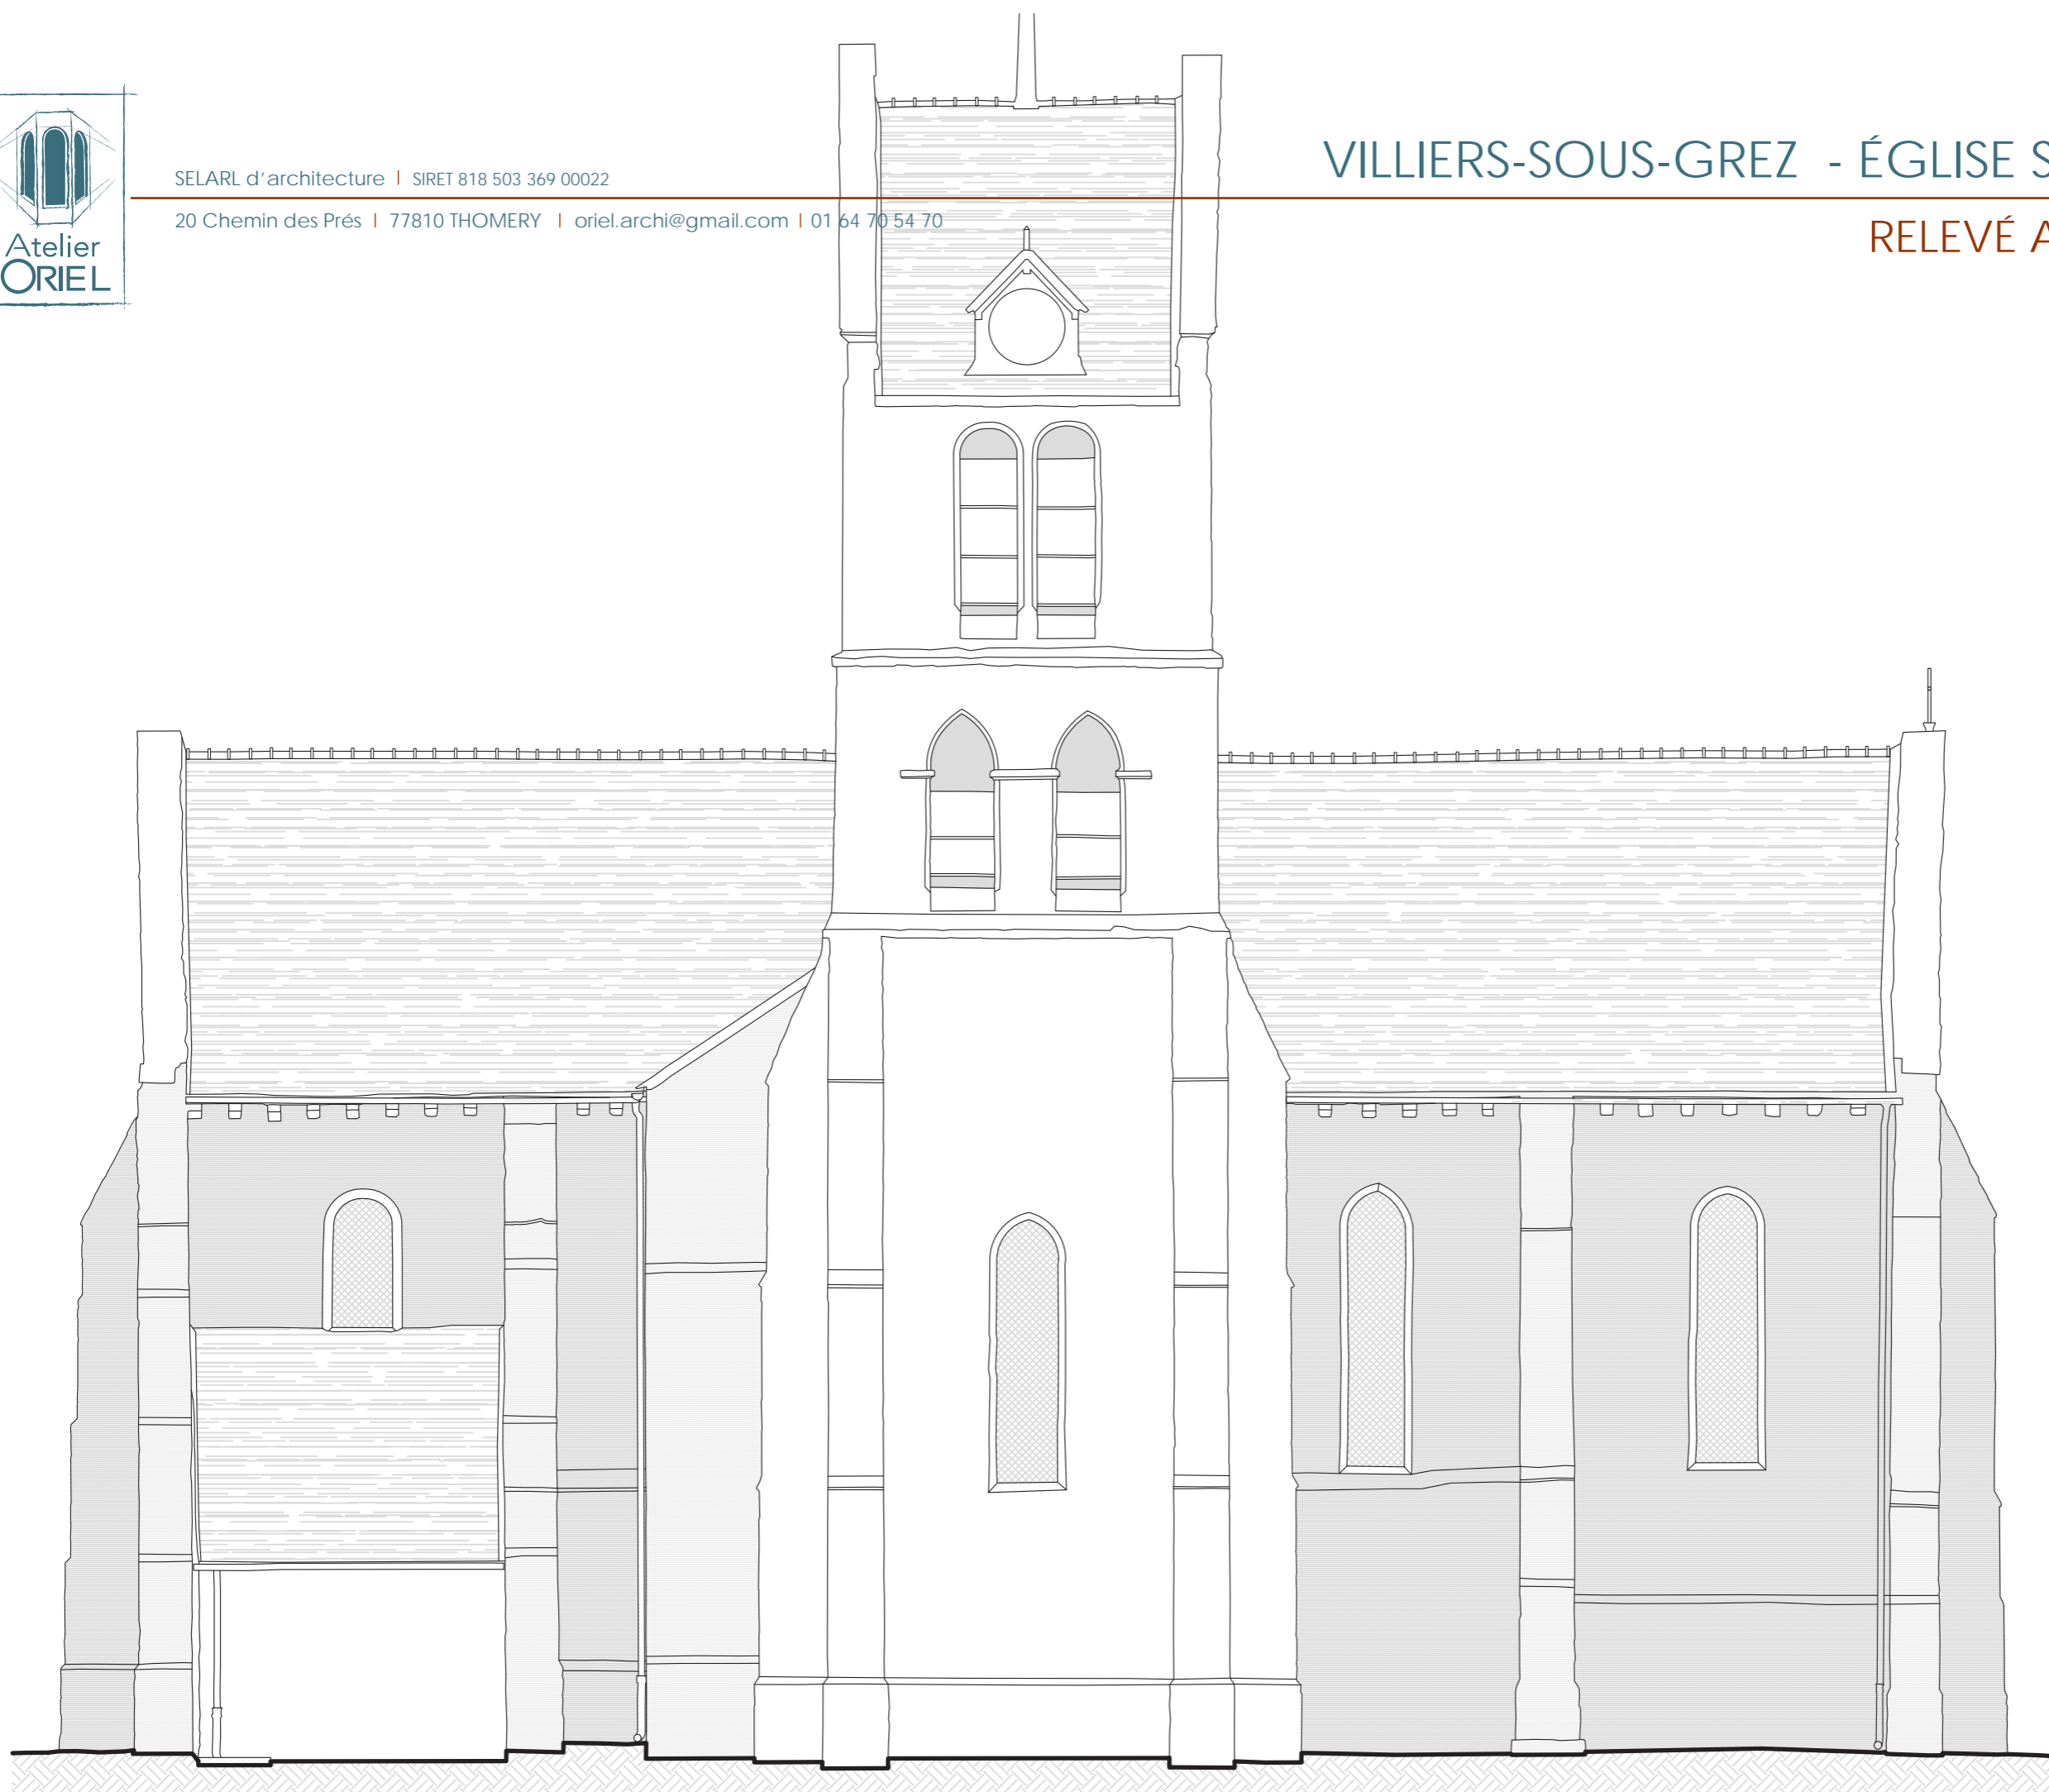 VILLIERS-SOUS-GREZ - ÉGLISE S
SELARL d'architecture | SIRET 818 503 369 00022
20 Chemin des Prés | 77810 THOMERY | oriel.archi@gmail.com | 01 64 70 54 70
RELEVÉ A
Atelier
ORIEL